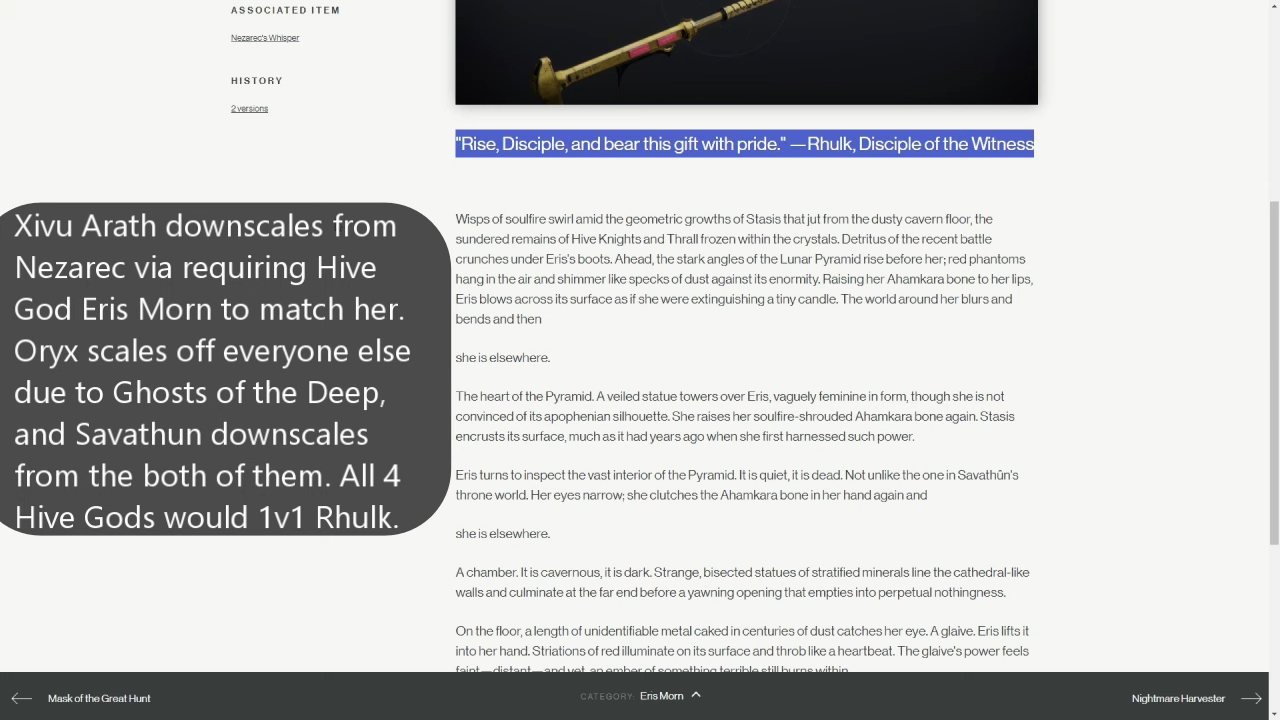 ASSOCIATED ITEM
Nezarec's Whisper
HISTORY
2 versions
"Rise, Disciple, and bear this gift with pride." —Rhulk, Disciple of the Witness
Xivu Arath downscales from
Nezarec via requiring Hive
God Eris Morn to match her.
Oryx scales off everyone else
due to Ghosts of the Deep,
and Savathun downscales
from the both of them. All 4
Hive Gods would 1v1 Rhulk.
Wisps of soulfire swirl amid the geometric growths of Stasis that jut from the dusty cavern floor, the
sundered remains of Hive Knights and Thrall frozen within the crystals. Detritus of the recent battle
crunches under Eris's boots. Ahead, the stark angles of the Lunar Pyramid rise before her; red phantoms
hang in the air and shimmer like specks of dust against its enormity. Raising her Ahamkara bone to her lips,
Eris blows across its surface as if she were extinguishing a tiny candle. The world around her blurs and
bends and then
she is elsewhere.
The heart of the Pyramid. A veiled statue towers over Eris, vaguely feminine in form, though she is not
convinced of its apophenian silhouette. She raises her soulfire-shrouded Ahamkara bone again. Stasis
encrusts its surface, much as it had years ago when she first harnessed such power.
Eris turns to inspect the vast interior of the Pyramid. It is quiet, it is dead. Not unlike the one in Savathûn's
throne world. Her eyes narrow; she clutches the Ahamkara bone in her hand again and
she is elsewhere.
A chamber. It is cavernous, it is dark. Strange, bisected statues of stratified minerals line the cathedral-like
walls and culminate at the far end before a yawning opening that empties into perpetual nothingness.
On the floor, a length of unidentifiable metal caked in centuries of dust catches her eye. A glaive. Eris lifts it
into her hand. Striations of red illuminate on its surface and throb like a heartbeat. The glaive's power feels
faint—distant—and yet, an ember of something terrible still burns within.
Mask of the Great Hunt
CATEGORY: Eris Morn
Nightmare Harvester